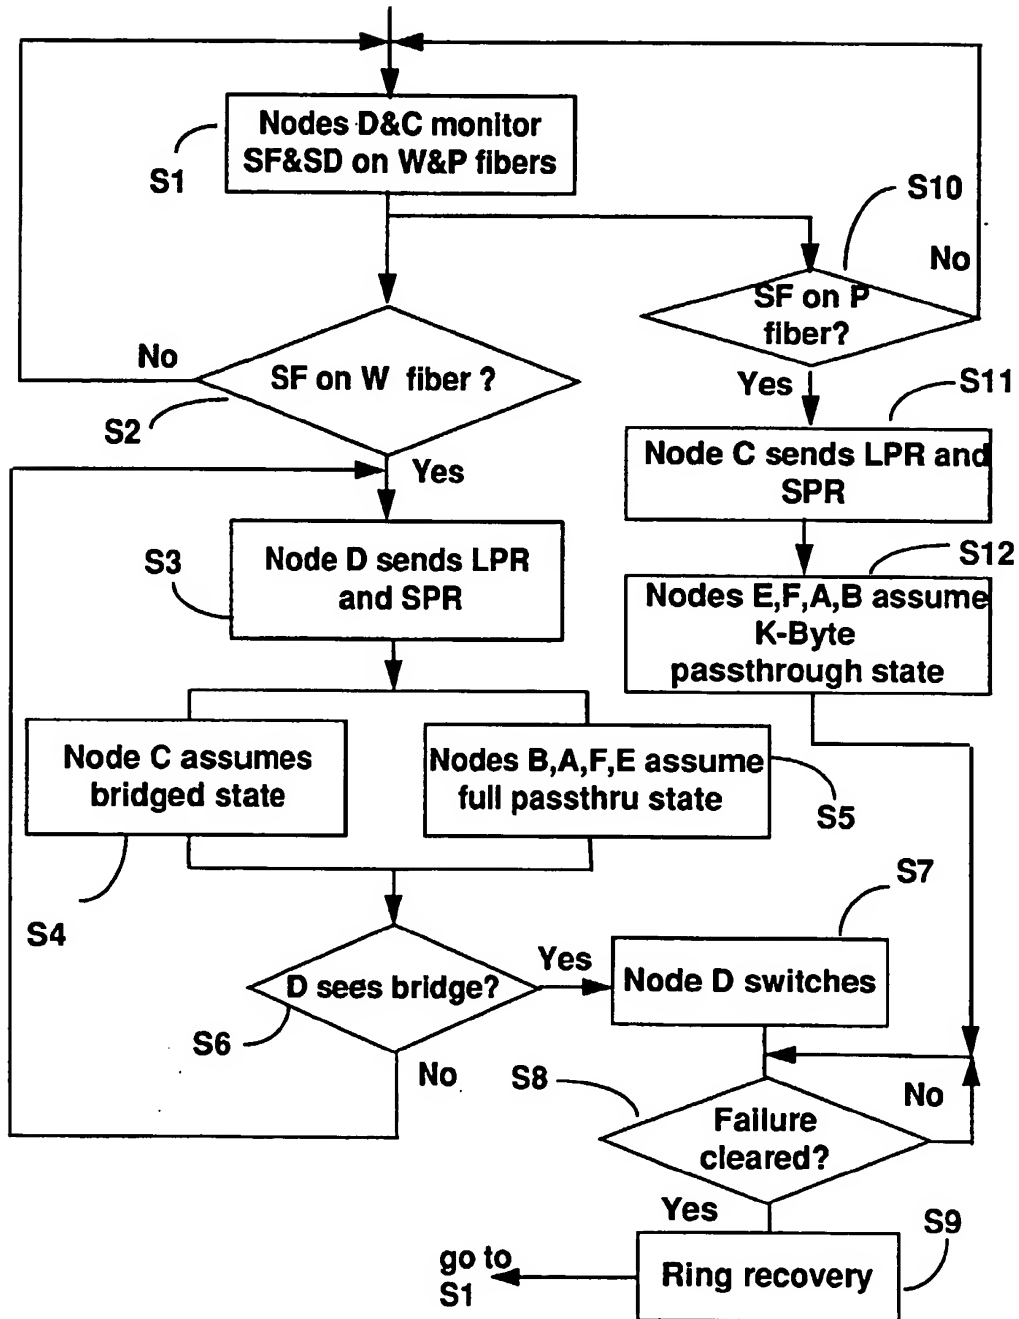 Nodes D&C monitor
SF&SD on W&P fibers
S1
S10
No
SF on P
fiber?
No
SF on W fiber ?
S2
Yes
Yes
S11
Node C sends LPR and
SPR
S3
Node D sends LPR
and SPR
S12
Nodes E,F,A,B assume
K-Byte
passthrough state
Node C assumes
bridged state
Nodes B,A,F,E assume
full passthru state
S5
S4
S7
D sees bridge?
Yes
Node D switches
S6
No
S8
No
Failure
cleared?
Yes
S9
go to
S1
Ring recovery